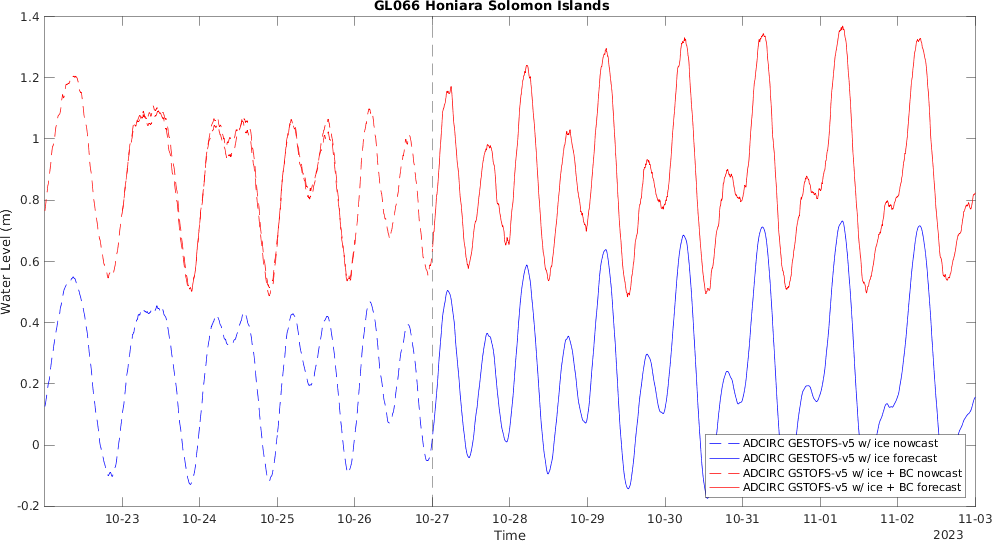 GL066 Honiara Solomon Islands
1.4
1.2
1
0.8
0.6
0.4
0.2
0
-0.2
Water Level (m)
ADCIRC GESTOFS-v5 w/ ice nowcast
ADCIRC GESTOFS-v5 w/ ice forecast
ADCIRC GSTOFS-v5 w/ ice + BC nowcast
ADCIRC GSTOFS-v5 w/ ice + BC forecast
10-23 10-24 10-25 10-26 10-27 10-28 10-29 10-30 10-31 11-01 11-02 11-03
Time
2023